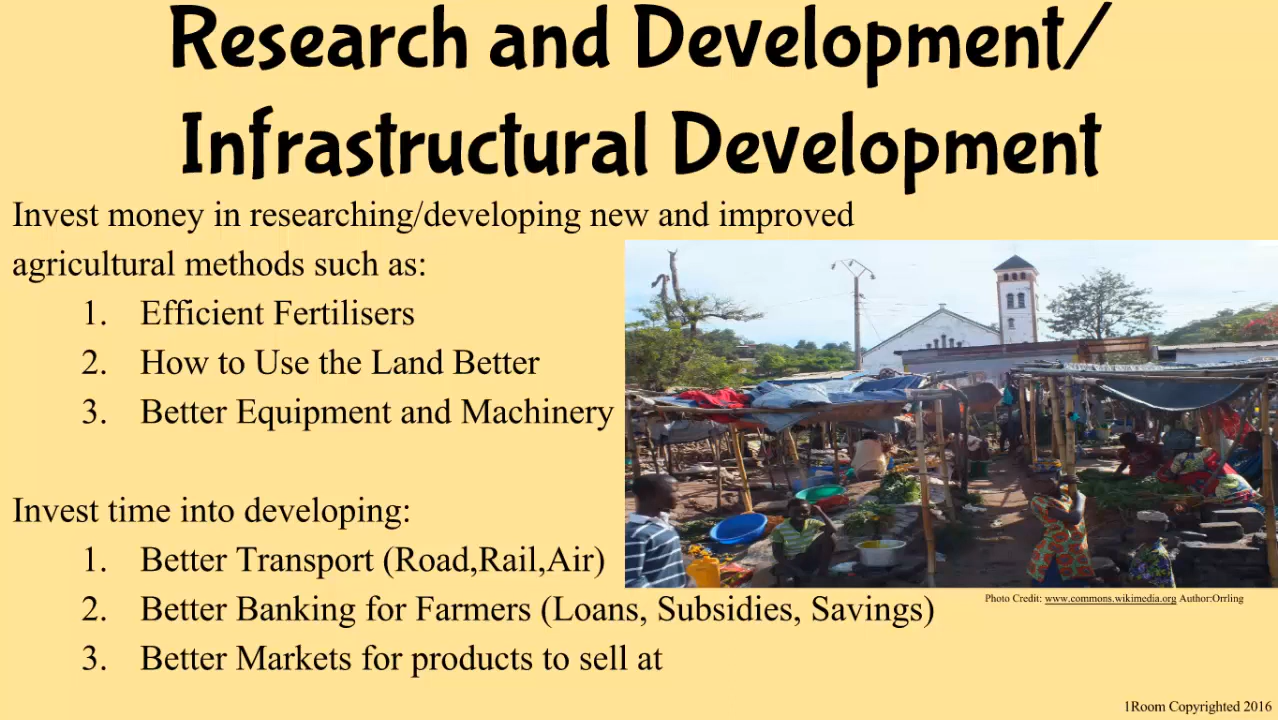 Research and Development/
Infrastructural Development
Invest money in researching/developing new and improved
agricultural methods such as:
1. Efficient Fertilisers
2. How to Use the Land Better
3. Better Equipment and Machinery
Invest time into developing:
1. Better Transport (Road,Rail,Air)
2. Better Banking for Farmers (Loans, Subsidies, Savings)
3. Better Markets for products to sell at
Photo Credit: www.commons.wikimedia.org Author:Orrling
1Room Copyrighted 2016